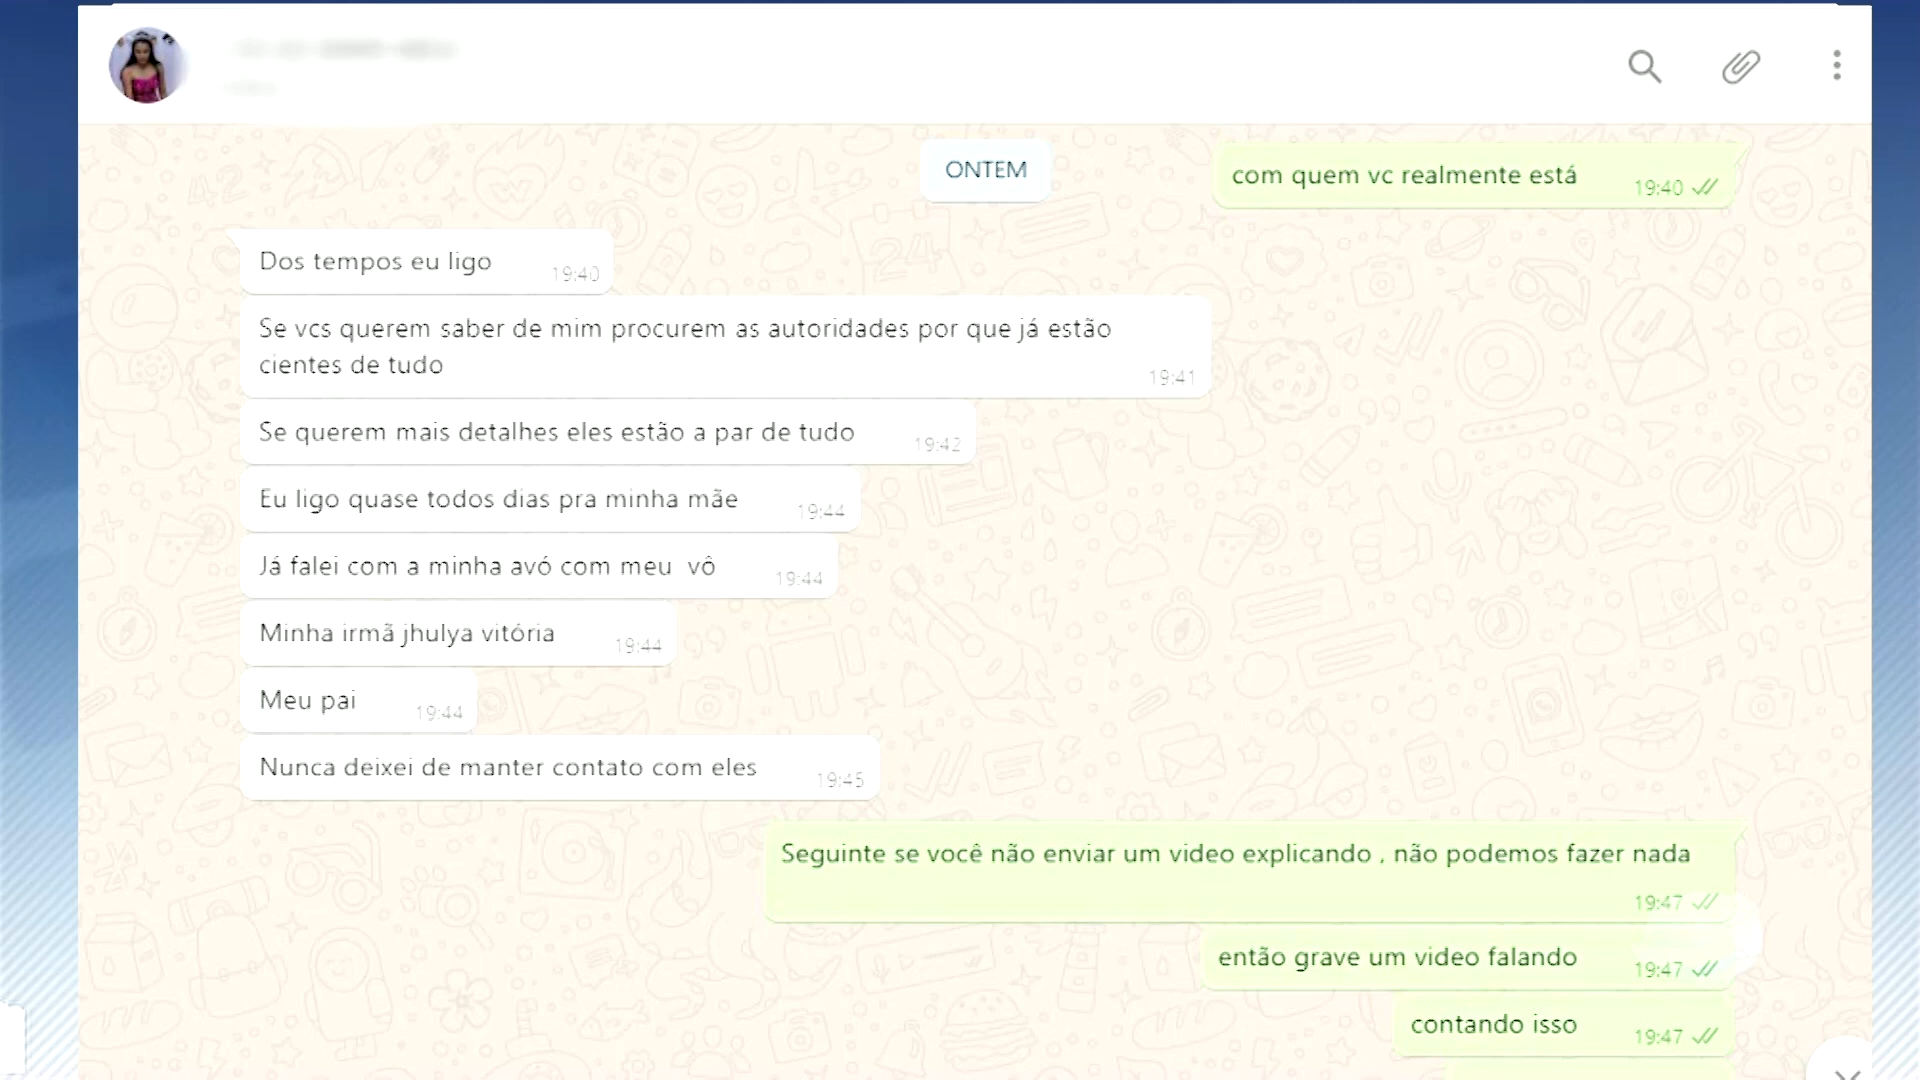 ONTEM
com quem vc realmente está
19:40
Dos tempos eu ligo
19:40
Se vcs querem saber de mim procurem as autoridades por que já estão
cientes de tudo
19:41
Se querem mais detalhes eles estão a par de tudo
19:42
Eu ligo quase todos dias pra minha mãe
19:44
Já falei com a minha avó com meu  vô
19:44
Minha irmã jhulya vitória
19:44
Meu pai
19:44
Nunca deixei de manter contato com eles
19:45
Seguinte se você não enviar um video explicando , não podemos fazer nada
19:47
então grave um video falando
19:47
contando isso
19:47